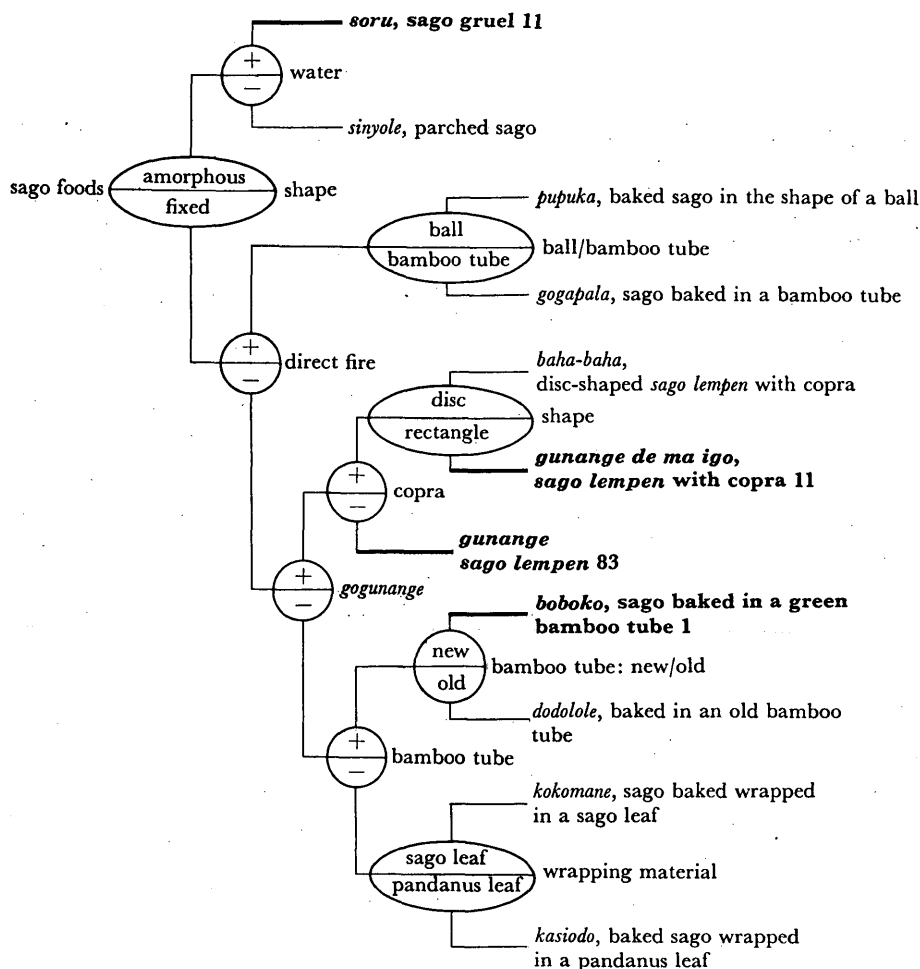 soru, sago gruel 11
+
water
−
sinyole, parched sago
sago foods
amorphous
shape
fixed
pupuka, baked sago in the shape of a ball
ball
ball/bamboo tube
bamboo tube
gogapala, sago baked in a bamboo tube
+
direct fire
−
baha-baha,
disc-shaped sago lempen with copra
disc
shape
rectangle
gunange de ma igo,
sago lempen with copra 11
+
copra
−
gunange
sago lempen 83
+
gogunange
−
boboko, sago baked in a green
bamboo tube 1
new
bamboo tube: new/old
old
dodolole, baked in an old bamboo
tube
+
bamboo tube
−
kokomane, sago baked wrapped
in a sago leaf
sago leaf
wrapping material
pandanus leaf
kasiodo, baked sago wrapped
in a pandanus leaf